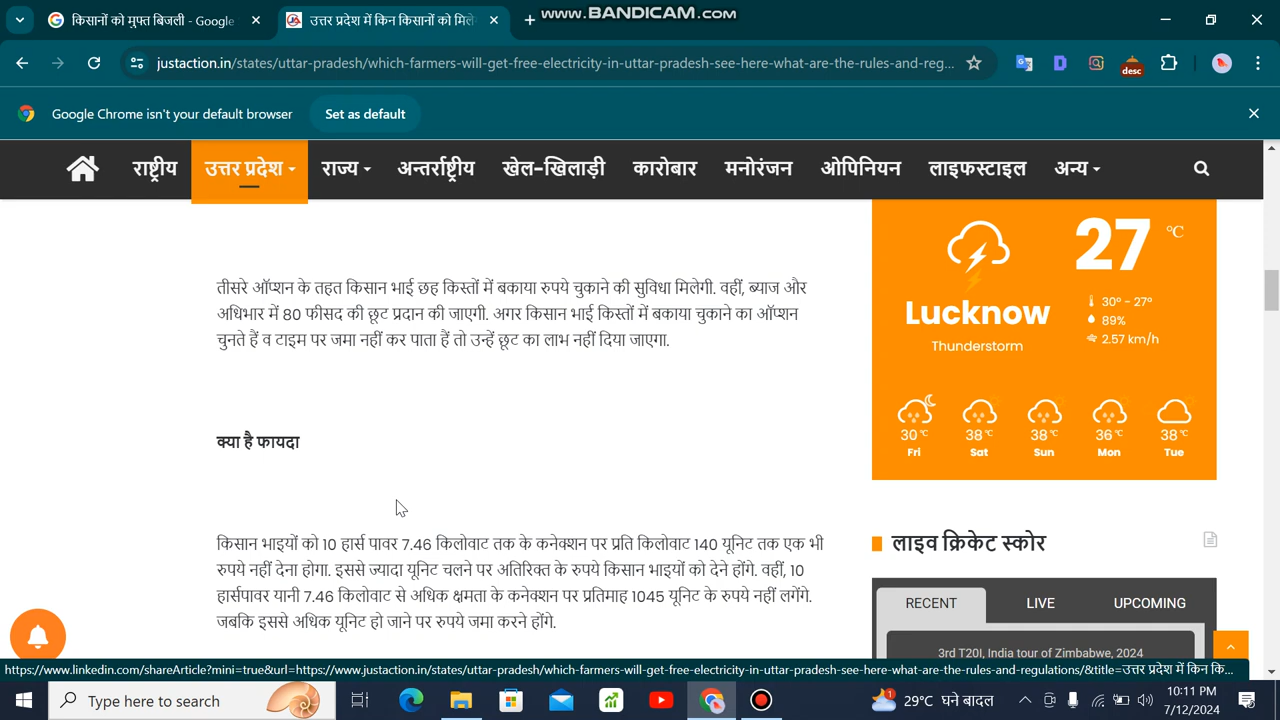 www.BANDICAM.com
किसानों को मुफ्त बिजली - Google
उत्तर प्रदेश में किन किसानों को मिले
justaction.in/states/uttar-pradesh/which-farmers-will-get-free-electricity-in-uttar-pradesh-see-here-what-are-the-rules-and-reg...
desc
Google Chrome isn't your default browser
Set as default
राष्ट्रीय
उत्तर प्रदेश
राज्य
अन्तर्राष्ट्रीय
खेल-खिलाड़ी
कारोबार
मनोरंजन
ओपिनियन
लाइफस्टाइल
अन्य
तीसरे ऑप्शन के तहत किसान भाई छह किस्तों में बकाया रुपये चुकाने की सुविधा मिलेगी. वहीं, ब्याज और
अधिभार में 80 फीसद की छूट प्रदान की जाएगी. अगर किसान भाई किस्तों में बकाया चुकाने का ऑप्शन
चुनते हैं व टाइम पर जमा नहीं कर पाता हैं तो उन्हें छूट का लाभ नहीं दिया जाएगा.
क्या है फायदा
किसान भाइयों को 10 हार्स पावर 7.46 किलोवाट तक के कनेक्शन पर प्रति किलोवाट 140 यूनिट तक एक भी
रुपये नहीं देना होगा. इससे ज्यादा यूनिट चलने पर अतिरिक्त के रुपये किसान भाइयों को देने होंगे. वहीं, 10
हार्सपावर यानी 7.46 किलोवाट से अधिक क्षमता के कनेक्शन पर प्रतिमाह 1045 यूनिट के रुपये नहीं लगेंगे.
जबकि इससे अधिक यूनिट हो जाने पर रुपये जमा करने होंगे.
27 °C
Lucknow
Thunderstorm
30° - 27°
89%
2.57 km/h
30°C 38°C 38°C 36°C 38°C
Fri Sat Sun Mon Tue
लाइव क्रिकेट स्कोर
RECENT LIVE UPCOMING
3rd T20I, India tour of Zimbabwe, 2024
https://www.linkedin.com/shareArticle?mini=true&url=https://www.justaction.in/states/uttar-pradesh/which-farmers-will-get-free-electricity-in-uttar-pradesh-see-here-what-are-the-rules-and-regulations/&title=उत्तर प्रदेश में किन कि...
Type here to search
1
29°C घने बादल
10:11 PM
7/12/2024